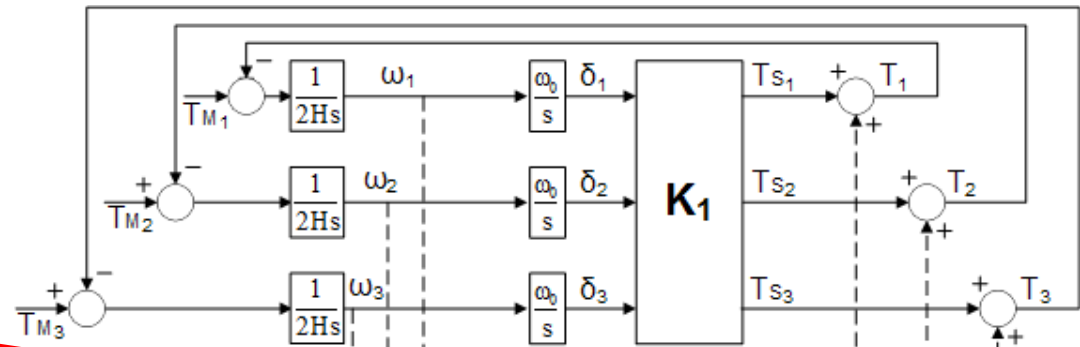 − 1 ω₁ ω₀ δ₁ Ts₁ + T₁
TM₁ 2Hs s +
− + 1 ω₂ ω₀ δ₂ K₁ Ts₂ + T₂
TM₂ 2Hs s +
− + 1 ω₃ ω₀ δ₃ Ts₃ + T₃
TM₃ 2Hs s +